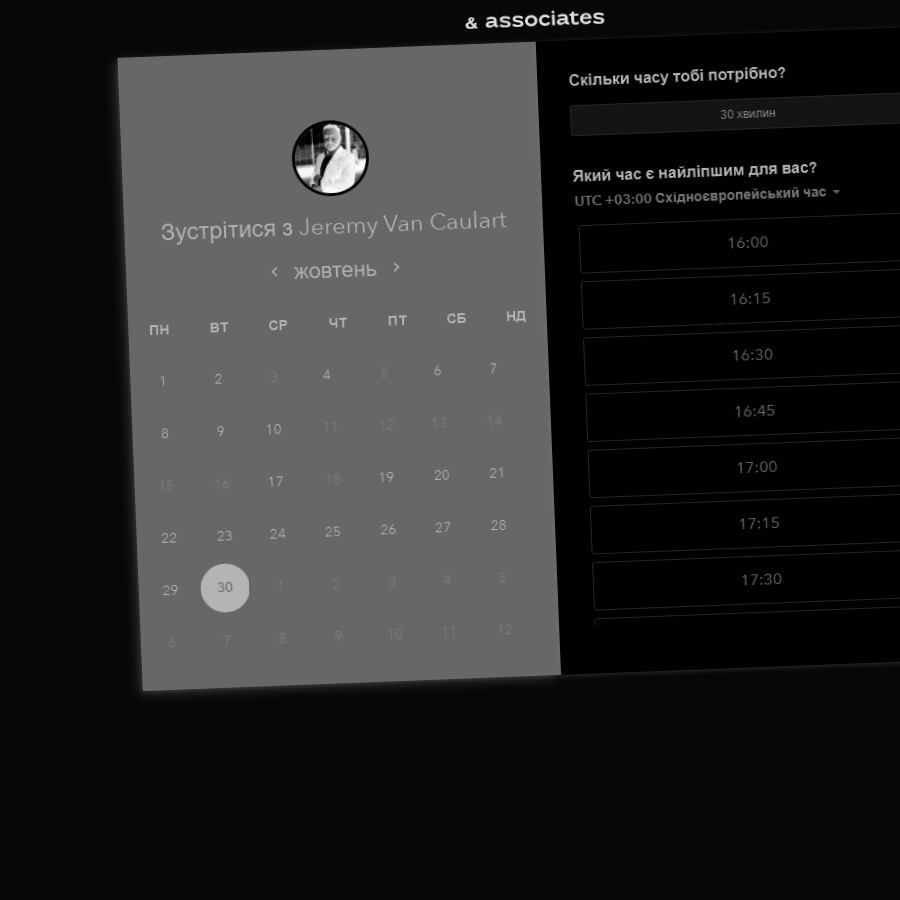 & associates
Зустрітися з Jeremy Van Caulart
жовтень
ПН ВТ СР ЧТ ПТ СБ НД
1 2 3 4 5 6 7
8 9 10 11 12 13 14
15 16 17 18 19 20 21
22 23 24 25 26 27 28
29 30 1 2 3 4 5
6 7 8 9 10 11 12
Скільки часу тобі потрібно?
30 хвилин
Який час є найліпшим для вас?
UTC +03:00 Східноєвропейський час
16:00
16:15
16:30
16:45
17:00
17:15
17:30